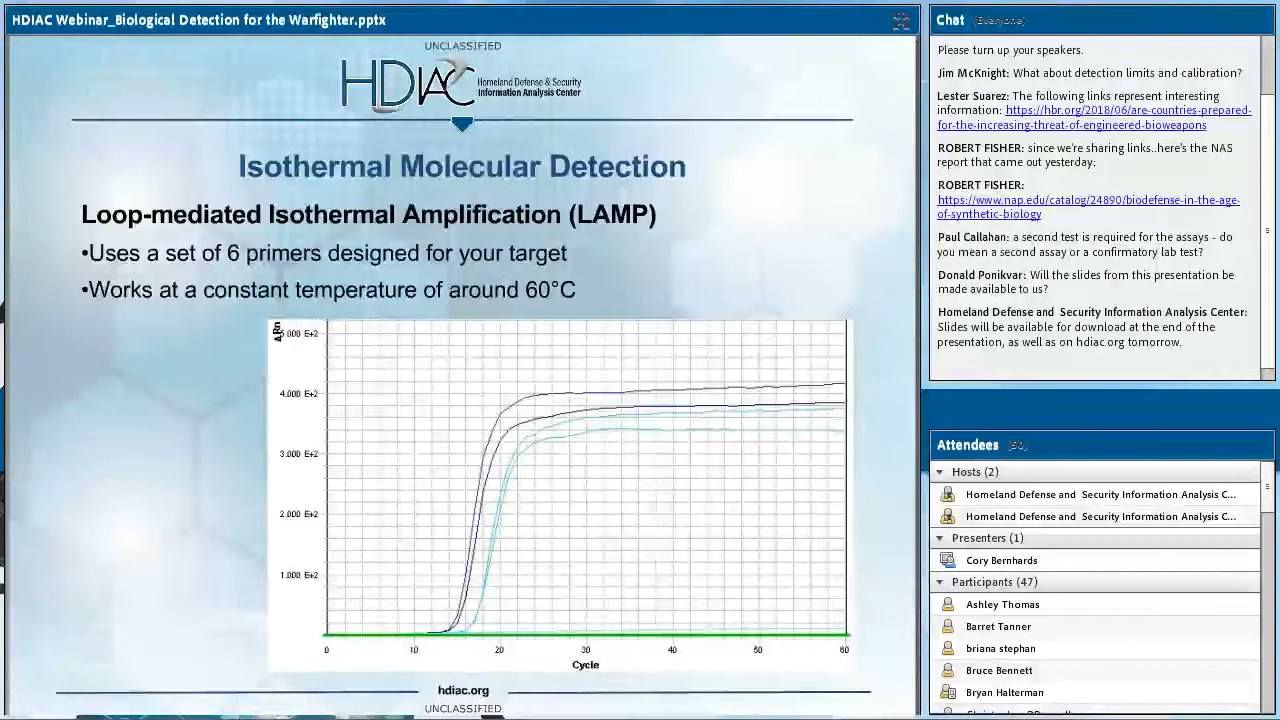 HDIAC Webinar_Biological Detection for the Warfighter.pptx
UNCLASSIFIED
HDIAC
Homeland Defense & Security
Information Analysis Center
Isothermal Molecular Detection
Loop-mediated Isothermal Amplification (LAMP)
•Uses a set of 6 primers designed for your target
•Works at a constant temperature of around 60°C
ΔRn
5.000 E+2
4.000 E+2
3.000 E+2
2.000 E+2
1.000 E+2
0 10 20 30 40 50 60
Cycle
hdiac.org
UNCLASSIFIED
Chat (Everyone)
Please turn up your speakers.
Jim McKnight: What about detection limits and calibration?
Lester Suarez: The following links represent interesting
information: https://hbr.org/2018/06/are-countries-prepared-
for-the-increasing-threat-of-engineered-bioweapons
ROBERT FISHER: since we're sharing links..here's the NAS
report that came out yesterday:
ROBERT FISHER:
https://www.nap.edu/catalog/24890/biodefense-in-the-age-
of-synthetic-biology
Paul Callahan: a second test is required for the assays - do
you mean a second assay or a confirmatory lab test?
Donald Ponikvar: Will the slides from this presentation be
made available to us?
Homeland Defense and Security Information Analysis Center:
Slides will be available for download at the end of the
presentation, as well as on hdiac.org tomorrow.
Attendees (50)
Hosts (2)
Homeland Defense and Security Information Analysis C...
Homeland Defense and Security Information Analysis C...
Presenters (1)
Cory Bernhards
Participants (47)
Ashley Thomas
Barret Tanner
briana stephan
Bruce Bennett
Bryan Halterman